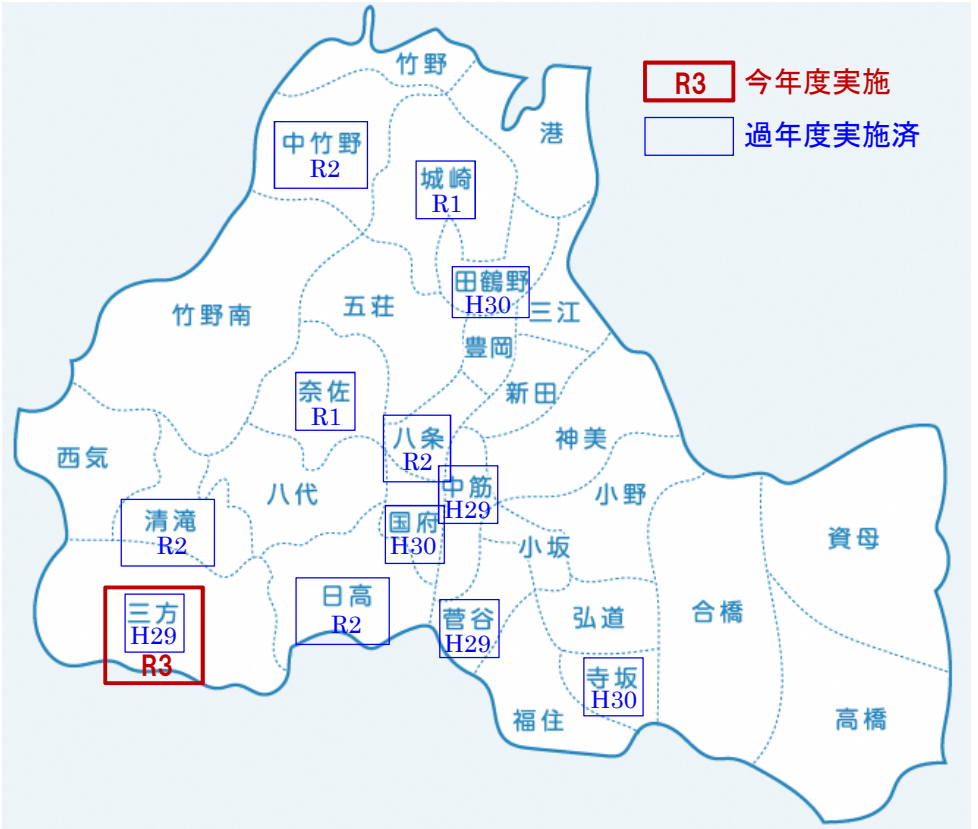 竹野
R3 今年度実施
過年度実施済
港
中竹野
R2
城崎
R1
田鶴野
H30
三江
竹野南
五荘
豊岡
新田
奈佐
R1
八条
R2
神美
西気
八代
中筋
H29
小野
清滝
R2
国府
H30
小坂
資母
三方
H29
R3
日高
R2
菅谷
H29
弘道
合橋
寺坂
H30
福住
高橋